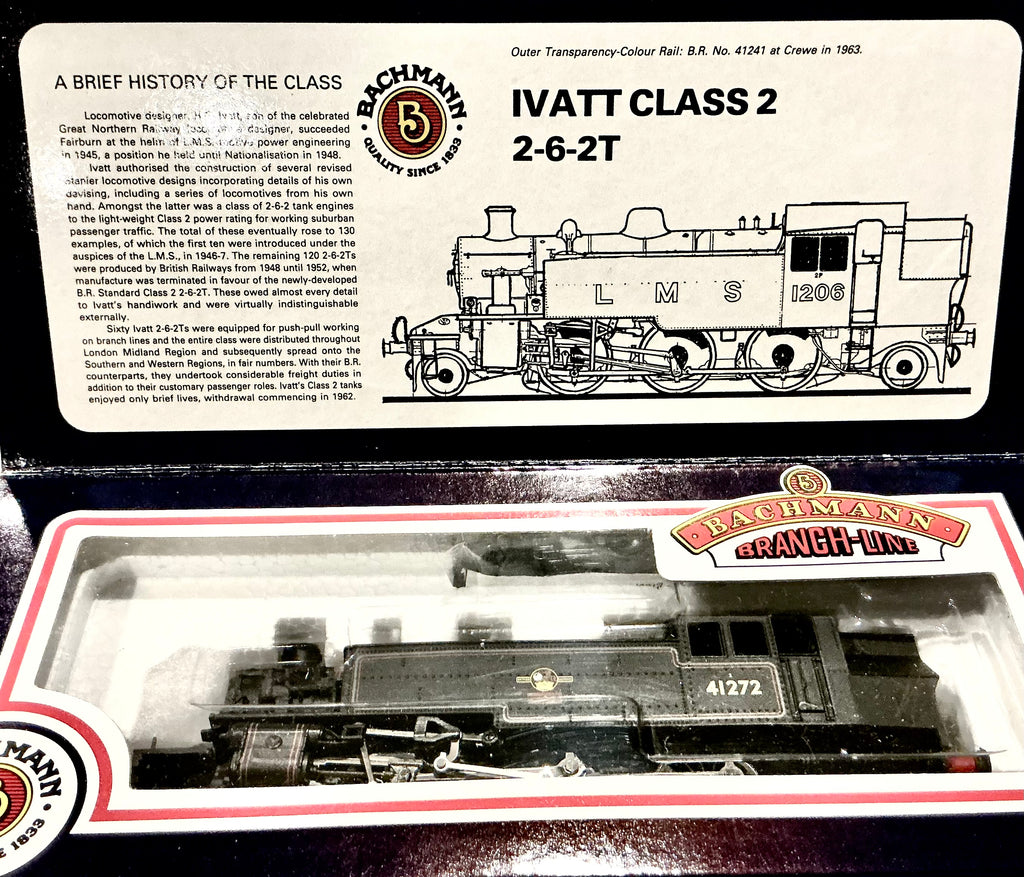 Outer Transparency-Colour Rail: B.R. No. 41241 at Crewe in 1963.
A BRIEF HISTORY OF THE CLASS
Locomotive designer, H.G. Ivatt, son of the celebrated
Great Northern Railway designer, succeeded
Fairburn at the helm of L.M.S. motive power engineering
in 1945, a position he held until Nationalisation in 1948.
Ivatt authorised the construction of several revised
Stanier locomotive designs incorporating details of his own
devising, including a series of locomotives from his own
hand. Amongst the latter was a class of 2-6-2 tank engines
to the light-weight Class 2 power rating for working suburban
passenger traffic. The total of these eventually rose to 130
examples, of which the first ten were introduced under the
auspices of the L.M.S., in 1946-7. The remaining 120 2-6-2Ts
were produced by British Railways from 1948 until 1952, when
manufacture was terminated in favour of the newly-developed
B.R. Standard Class 2 2-6-2T. These owed almost every detail
to Ivatt's handiwork and were virtually indistinguishable
externally.
Sixty Ivatt 2-6-2Ts were equipped for push-pull working
on branch lines and the entire class were distributed throughout
London Midland Region and subsequently spread onto the
Southern and Western Regions, in fair numbers. With their B.R.
counterparts, they undertook considerable freight duties in
addition to their customary passenger roles. Ivatt's Class 2 tanks
enjoyed only brief lives, withdrawal commencing in 1962.
BACHMANN
B
QUALITY SINCE 1833
IVATT CLASS 2
2-6-2T
2P
L M S 1206
B
BACHMANN
BRANCH-LINE
41272
MANN
1833